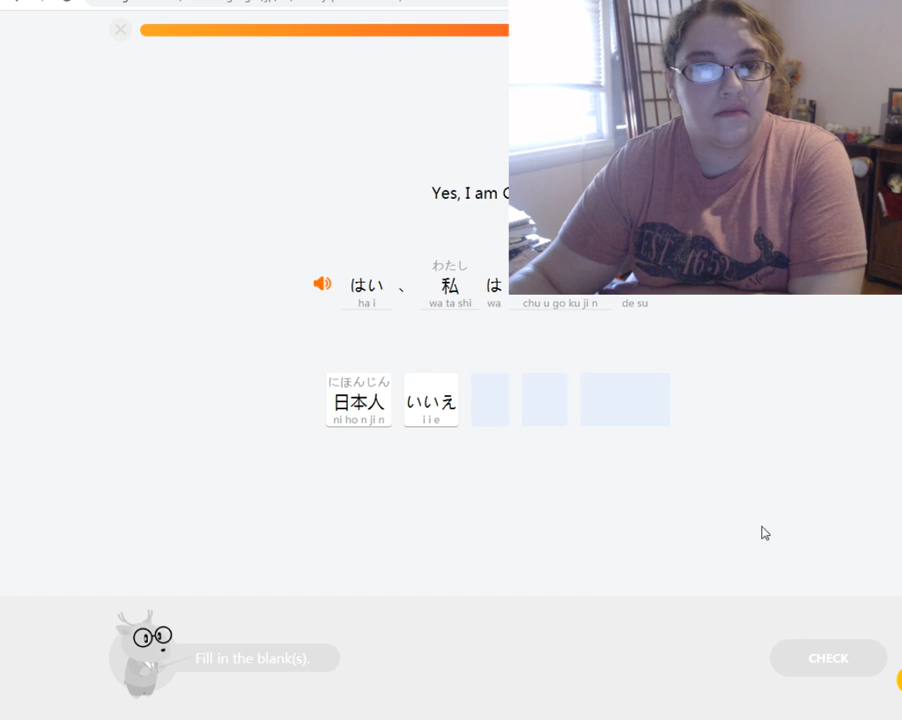 Yes, I am
わたし
はい 、 私 は
ha i wa ta shi wa chu u go ku ji n de su
にほんじん
日本人 いいえ
ni ho n ji n i i e
Fill in the blank(s).
CHECK
EST 165